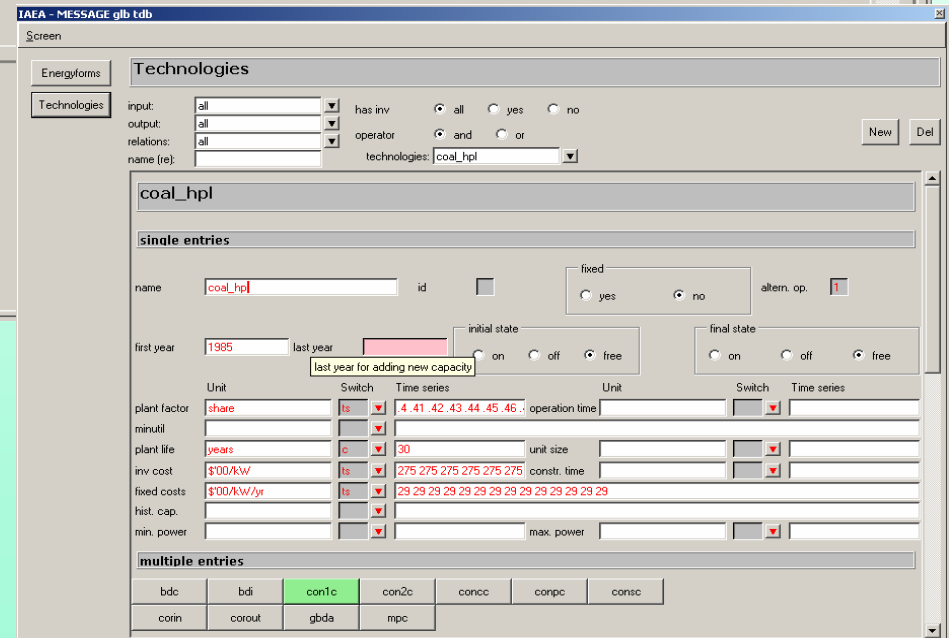 IAEA - MESSAGE glb tdb
Screen
Energyforms
Technologies
Technologies
input: all has inv all yes no
output: all operator and or
relations: all
name (re): technologies: coal_hpl
New Del
coal_hpl
single entries
name coal_hpl id fixed yes no altern. op. 1
first year 1985 last year initial state on off free final state on off free
last year for adding new capacity
Unit Switch Time series Unit Switch Time series
plant factor share ts .4 .41 .42 .43 .44 .45 .46 operation time
minutil
plant life years c 30 unit size
inv cost $'00/kW ts 275 275 275 275 275 275 constr. time
fixed costs $'00/kW/yr ts 29 29 29 29 29 29 29 29 29 29 29 29 29
hist. cap.
min. power max. power
multiple entries
bdc bdi con1c con2c concc conpc consc
corin corout gbda mpc